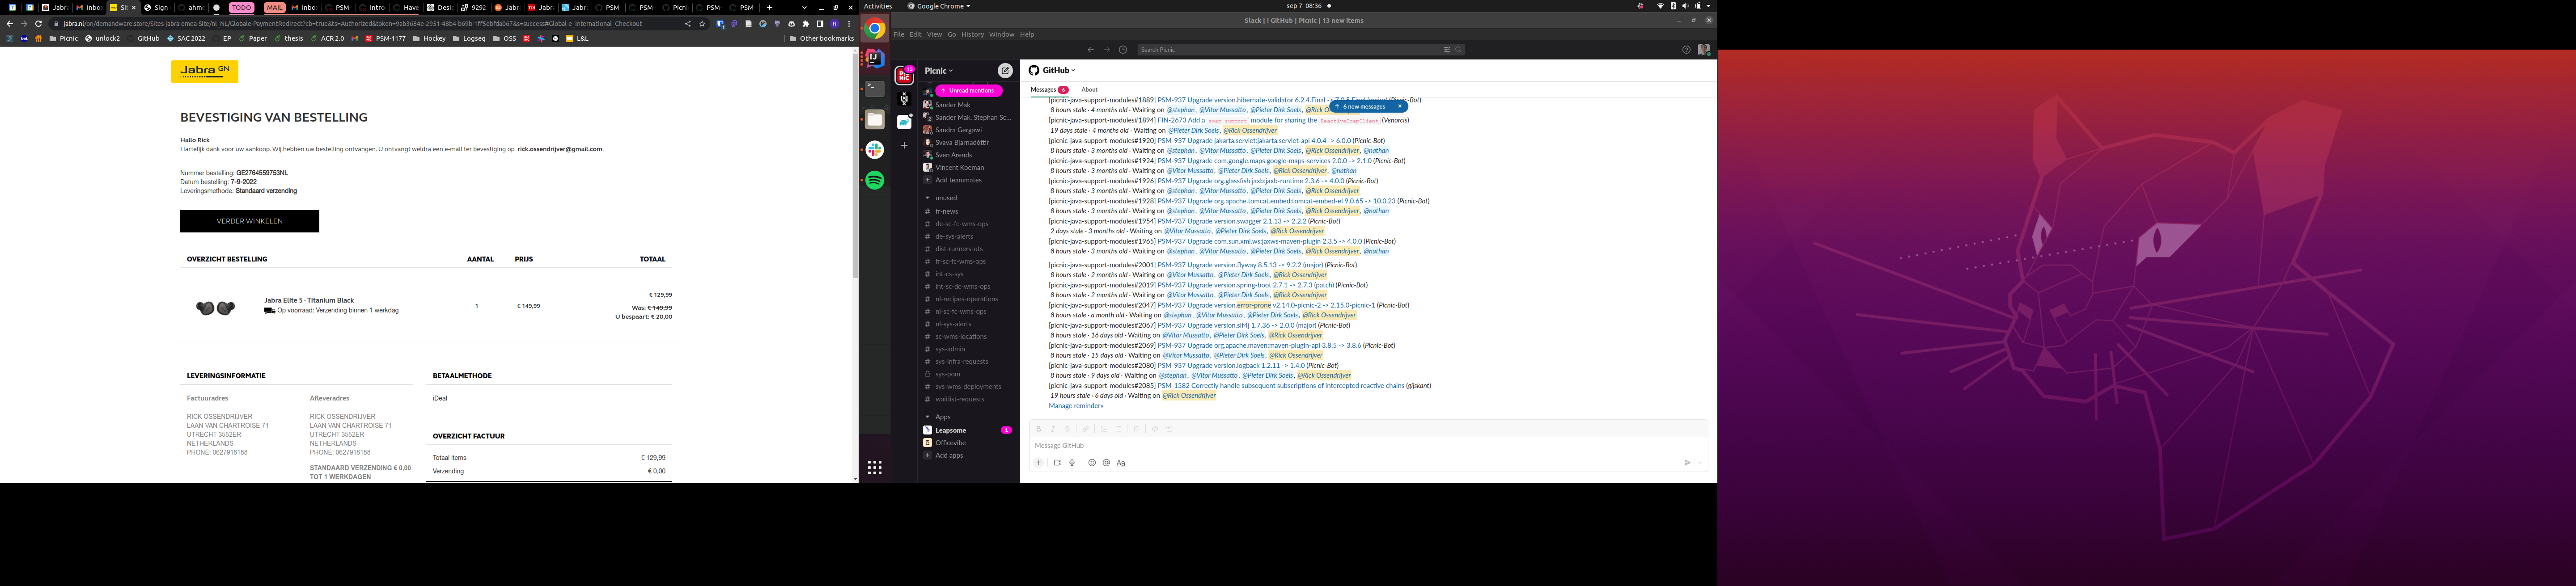 Jabra
Inbo
Sign
ahm
TODO
MAIL
Inbo
PSM-
Intro
Have
Desi
9292
Jabr
Jabr
Jabr
PSM
PSM-
Picn
PSM
PSM
PSM-
jabra.nl/on/demandware.store/Sites-jabra-emea-Site/nl_NL/Globale-PaymentRedirect?cb=true&ts=Authorized&token=9ab3684e-2951-48b4-b69b-1ff5ebfda067&s=success#Global-e_International_Checkout
Picnic
unlock2
GitHub
SAC 2022
EP
Paper
thesis
ACR 2.0
PSM-1177
Hockey
Logseq
OSS
L&L
Other bookmarks
Jabra GN
BEVESTIGING VAN BESTELLING
Hallo Rick
Hartelijk dank voor uw aankoop. Wij hebben uw bestelling ontvangen. U ontvangt weldra een e-mail ter bevestiging op rick.ossendrijver@gmail.com.
Nummer bestelling: GE2764559753NL
Datum bestelling: 7-9-2022
Leveringsmethode: Standaard verzending
VERDER WINKELEN
OVERZICHT BESTELLING AANTAL PRIJS TOTAAL
Jabra Elite 5 - Titanium Black
Op voorraad: Verzending binnen 1 werkdag
1
€ 149,99
€ 129,99
Was: € 149,99
U bespaart: € 20,00
LEVERINGSINFORMATIE
Factuuradres
RICK OSSENDRIJVER
LAAN VAN CHARTROISE 71
UTRECHT 3552ER
NETHERLANDS
PHONE: 0627918188
Afleveradres
RICK OSSENDRIJVER
LAAN VAN CHARTROISE 71
UTRECHT 3552ER
NETHERLANDS
PHONE: 0627918188
STANDAARD VERZENDING € 0,00
TOT 1 WERKDAGEN
BETAALMETHODE
iDeal
OVERZICHT FACTUUR
Totaal items € 129,99
Verzending € 0,00
Activities
Google Chrome
sep 7 08:36
Slack | ! GitHub | Picnic | 13 new items
File Edit View Go History Window Help
Search Picnic
13
Picnic
Unread mentions
Sander Mak
Sander Mak, Stephan Sc...
Sandra Gergawi
Svava Bjarnadóttir
Sven Arends
Vincent Koeman
Add teammates
unused
# fr-news
# de-sc-fc-wms-ops
# de-sys-alerts
# dist-runners-uts
# fr-sc-fc-wms-ops
# int-cs-sys
# int-sc-dc-wms-ops
# nl-recipes-operations
# nl-sc-fc-wms-ops
# nl-sys-alerts
# sc-wms-locations
# sys-admin
# sys-infra-requests
sys-pom
# sys-wms-deployments
# waitlist-requests
Apps
Leapsome 1
Officevibe
Add apps
GitHub
Messages 6 About
6 new messages
[picnic-java-support-modules#1889] PSM-937 Upgrade version.hibernate-validator 6.2.4.Final
8 hours stale · 4 months old · Waiting on @stephan, @Vitor Mussatto, @Pieter Dirk Soels, @Rick O
[picnic-java-support-modules#1894] FIN-2673 Add a soap-support module for sharing the ReactiveSoapClient (Venorcis)
19 days stale · 4 months old · Waiting on @Pieter Dirk Soels, @Rick Ossendrijver
[picnic-java-support-modules#1920] PSM-937 Upgrade jakarta.servlet:jakarta.servlet-api 4.0.4 -> 6.0.0 (Picnic-Bot)
8 hours stale · 3 months old · Waiting on @stephan, @Vitor Mussatto, @Pieter Dirk Soels, @Rick Ossendrijver, @nathan
[picnic-java-support-modules#1924] PSM-937 Upgrade com.google.maps:google-maps-services 2.0.0 -> 2.1.0 (Picnic-Bot)
8 hours stale · 3 months old · Waiting on @Vitor Mussatto, @Pieter Dirk Soels, @Rick Ossendrijver, @nathan
[picnic-java-support-modules#1926] PSM-937 Upgrade org.glassfish.jaxb:jaxb-runtime 2.3.6 -> 4.0.0 (Picnic-Bot)
8 hours stale · 3 months old · Waiting on @stephan, @Vitor Mussatto, @Pieter Dirk Soels, @Rick Ossendrijver
[picnic-java-support-modules#1928] PSM-937 Upgrade org.apache.tomcat.embed:tomcat-embed-el 9.0.65 -> 10.0.23 (Picnic-Bot)
8 hours stale · 3 months old · Waiting on @stephan, @Vitor Mussatto, @Pieter Dirk Soels, @Rick Ossendrijver, @nathan
[picnic-java-support-modules#1954] PSM-937 Upgrade version.swagger 2.1.13 -> 2.2.2 (Picnic-Bot)
2 days stale · 3 months old · Waiting on @Vitor Mussatto, @Pieter Dirk Soels, @Rick Ossendrijver
[picnic-java-support-modules#1965] PSM-937 Upgrade com.sun.xml.ws:jaxws-maven-plugin 2.3.5 -> 4.0.0 (Picnic-Bot)
8 hours stale · 3 months old · Waiting on @stephan, @Vitor Mussatto, @Pieter Dirk Soels, @Rick Ossendrijver, @nathan
[picnic-java-support-modules#2001] PSM-937 Upgrade version.flyway 8.5.13 -> 9.2.2 (major) (Picnic-Bot)
8 hours stale · 2 months old · Waiting on @Vitor Mussatto, @Pieter Dirk Soels, @Rick Ossendrijver
[picnic-java-support-modules#2019] PSM-937 Upgrade version.spring-boot 2.7.1 -> 2.7.3 (patch) (Picnic-Bot)
8 hours stale · 2 months old · Waiting on @Vitor Mussatto, @Pieter Dirk Soels, @Rick Ossendrijver
[picnic-java-support-modules#2047] PSM-937 Upgrade version.error-prone v2.14.0-picnic-2 -> 2.15.0-picnic-1 (Picnic-Bot)
8 hours stale · a month old · Waiting on @stephan, @Vitor Mussatto, @Pieter Dirk Soels, @Rick Ossendrijver
[picnic-java-support-modules#2067] PSM-937 Upgrade version.slf4j 1.7.36 -> 2.0.0 (major) (Picnic-Bot)
8 hours stale · 16 days old · Waiting on @Vitor Mussatto, @Pieter Dirk Soels, @Rick Ossendrijver
[picnic-java-support-modules#2069] PSM-937 Upgrade org.apache.maven:maven-plugin-api 3.8.5 -> 3.8.6 (Picnic-Bot)
8 hours stale · 15 days old · Waiting on @Vitor Mussatto, @Pieter Dirk Soels, @Rick Ossendrijver
[picnic-java-support-modules#2080] PSM-937 Upgrade version.logback 1.2.11 -> 1.4.0 (Picnic-Bot)
8 hours stale · 9 days old · Waiting on @stephan, @Vitor Mussatto, @Pieter Dirk Soels, @Rick Ossendrijver
[picnic-java-support-modules#2085] PSM-1582 Correctly handle subsequent subscriptions of intercepted reactive chains (gijskant)
19 hours stale · 6 days old · Waiting on @Rick Ossendrijver
Manage reminder»
Message GitHub
Aa